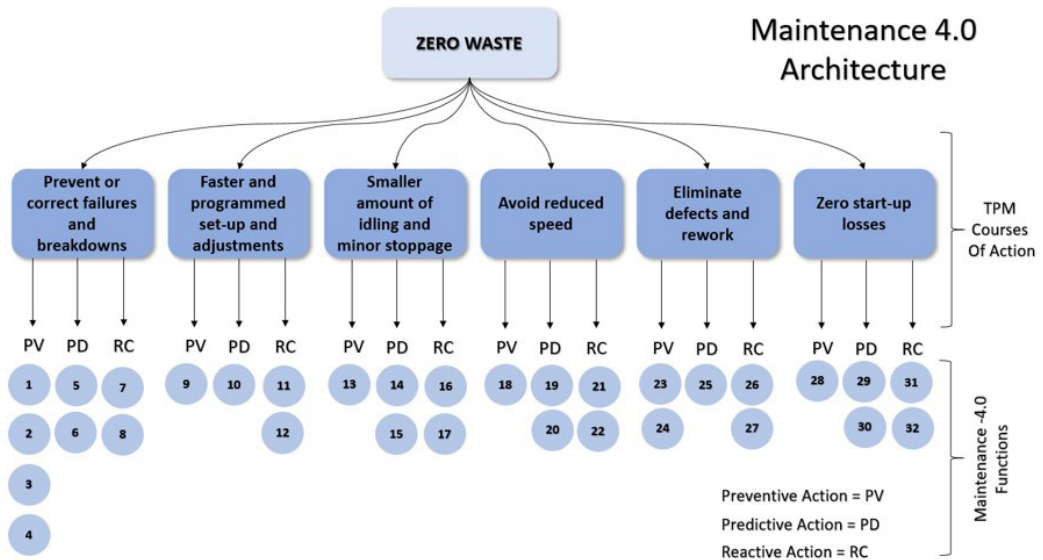 ZERO WASTE
Maintenance 4.0
Architecture
Prevent or
correct failures
and
breakdowns
Faster and
programmed
set-up and
adjustments
Smaller
amount of
idling and
minor stoppage
Avoid reduced
speed
Eliminate
defects and
rework
Zero start-up
losses
TPM
Courses
Of Action
PV PD RC PV PD RC PV PD RC PV PD RC PV PD RC PV PD RC
1 5 7 9 10 11 13 14 16 18 19 21 23 25 26 28 29 31
2 6 8 12 15 17 20 22 24 27 30 32
3
4
Maintenance -4.0
Functions
Preventive Action = PV
Predictive Action = PD
Reactive Action = RC